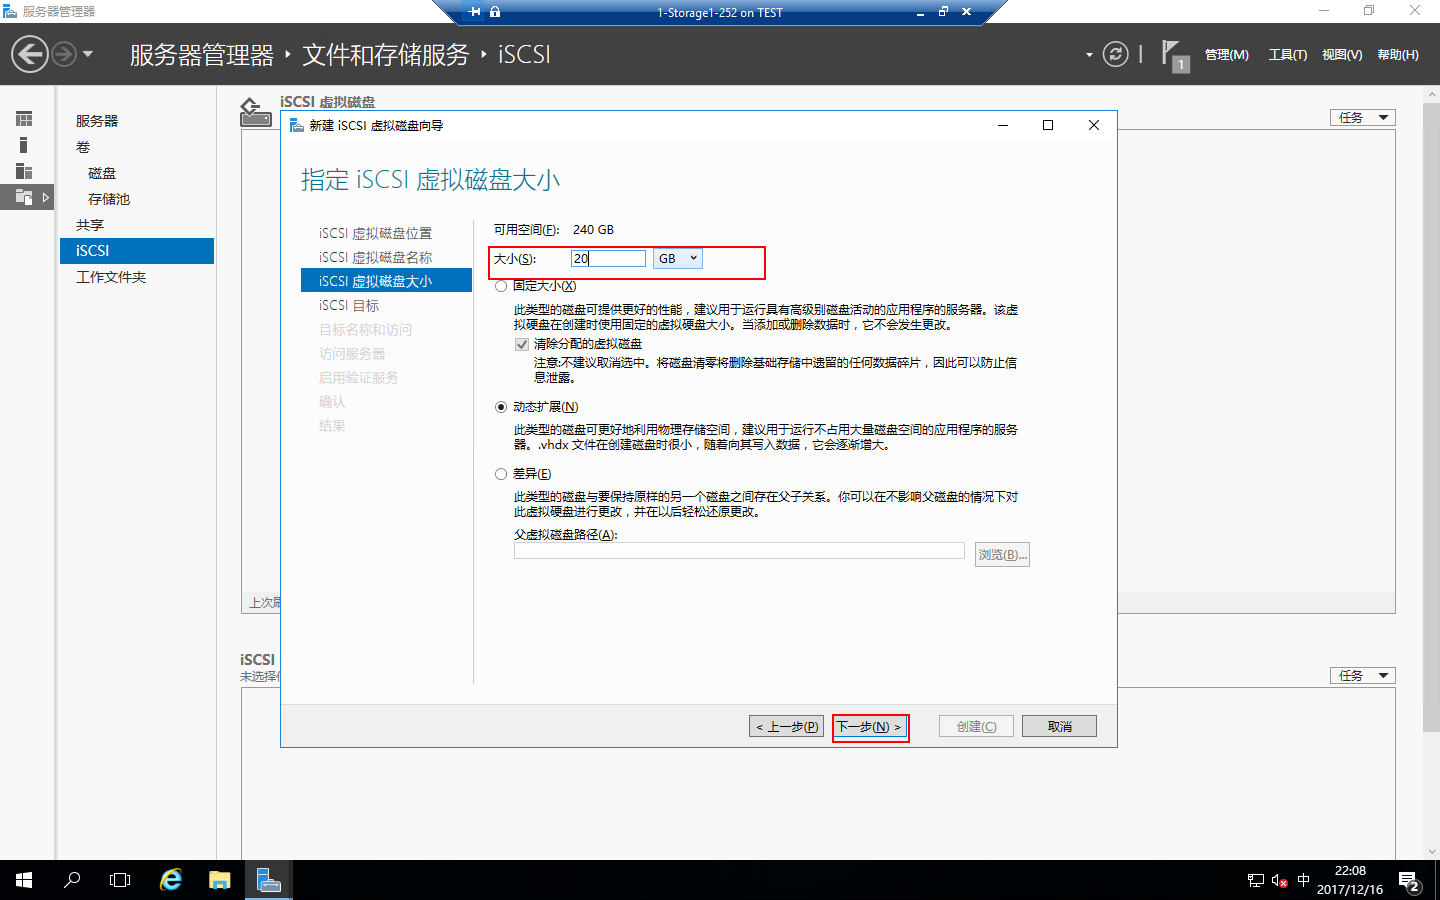 服务器管理器
1-Storage1-252 on TEST
服务器管理器 ‣ 文件和存储服务 ‣ iSCSI
1
管理(M)
工具(T)
视图(V)
帮助(H)
服务器
卷
磁盘
存储池
共享
iSCSI
工作文件夹
iSCSI 虚拟磁盘
任务
新建 iSCSI 虚拟磁盘向导
指定 iSCSI 虚拟磁盘大小
iSCSI 虚拟磁盘位置
iSCSI 虚拟磁盘名称
iSCSI 虚拟磁盘大小
iSCSI 目标
目标名称和访问
访问服务器
启用验证服务
确认
结果
可用空间(F): 240 GB
大小(S): 20 GB
固定大小(X)
此类型的磁盘可提供更好的性能，建议用于运行具有高级别磁盘活动的应用程序的服务器。该虚
拟硬盘在创建时使用固定的虚拟硬盘大小。当添加或删除数据时，它不会发生更改。
清除分配的虚拟磁盘
注意:不建议取消选中。将磁盘清零将删除基础存储中遗留的任何数据碎片，因此可以防止信
息泄露。
动态扩展(N)
此类型的磁盘可更好地利用物理存储空间，建议用于运行不占用大量磁盘空间的应用程序的服务
器。.vhdx 文件在创建磁盘时很小，随着向其写入数据，它会逐渐增大。
差异(E)
此类型的磁盘与要保持原样的另一个磁盘之间存在父子关系。你可以在不影响父磁盘的情况下对
此虚拟硬盘进行更改，并在以后轻松还原更改。
父虚拟磁盘路径(A):
浏览(B)...
上次
iSCSI
未选择
任务
< 上一步(P)
下一步(N) >
创建(C)
取消
中
22:08
2017/12/16
2